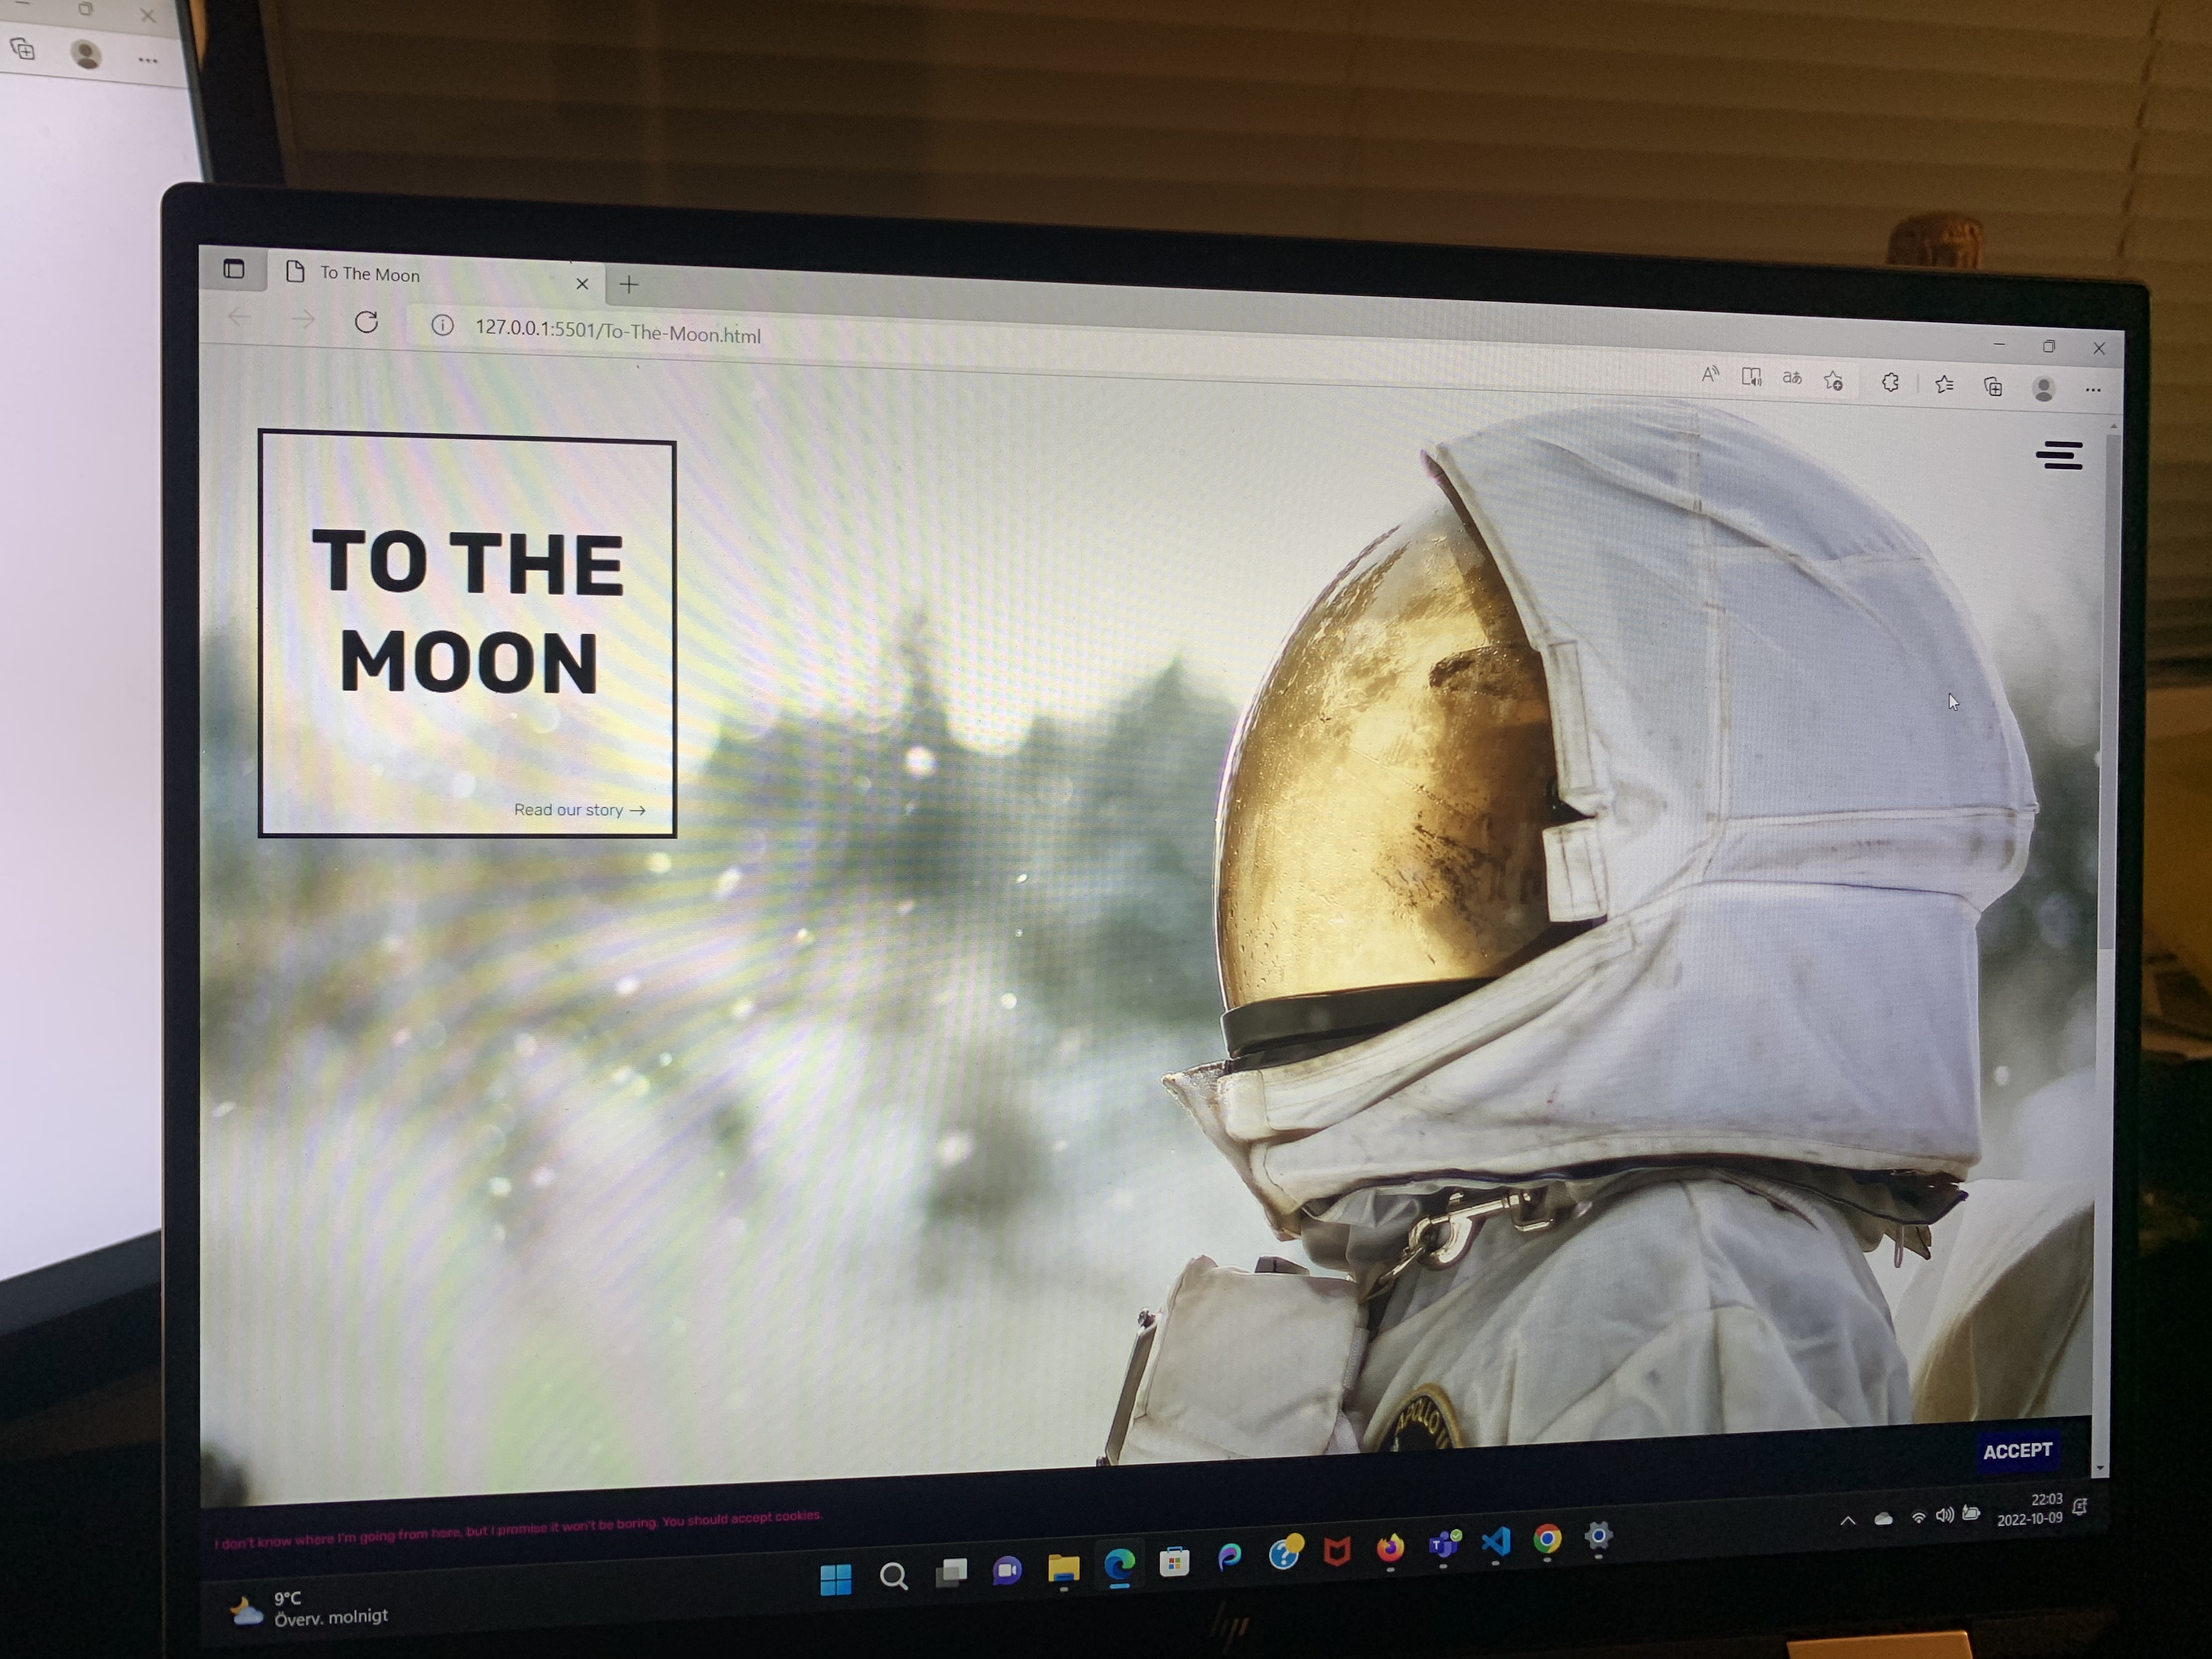 To The Moon
127.0.0.1:5501/To-The-Moon.html
TO THE
MOON
Read our story →
APOLLO
ACCEPT
I don't know where I'm going from here, but I promise it won't be boring. You should accept cookies.
22:03
2022-10-09
9°C
Överv. molnigt
hp